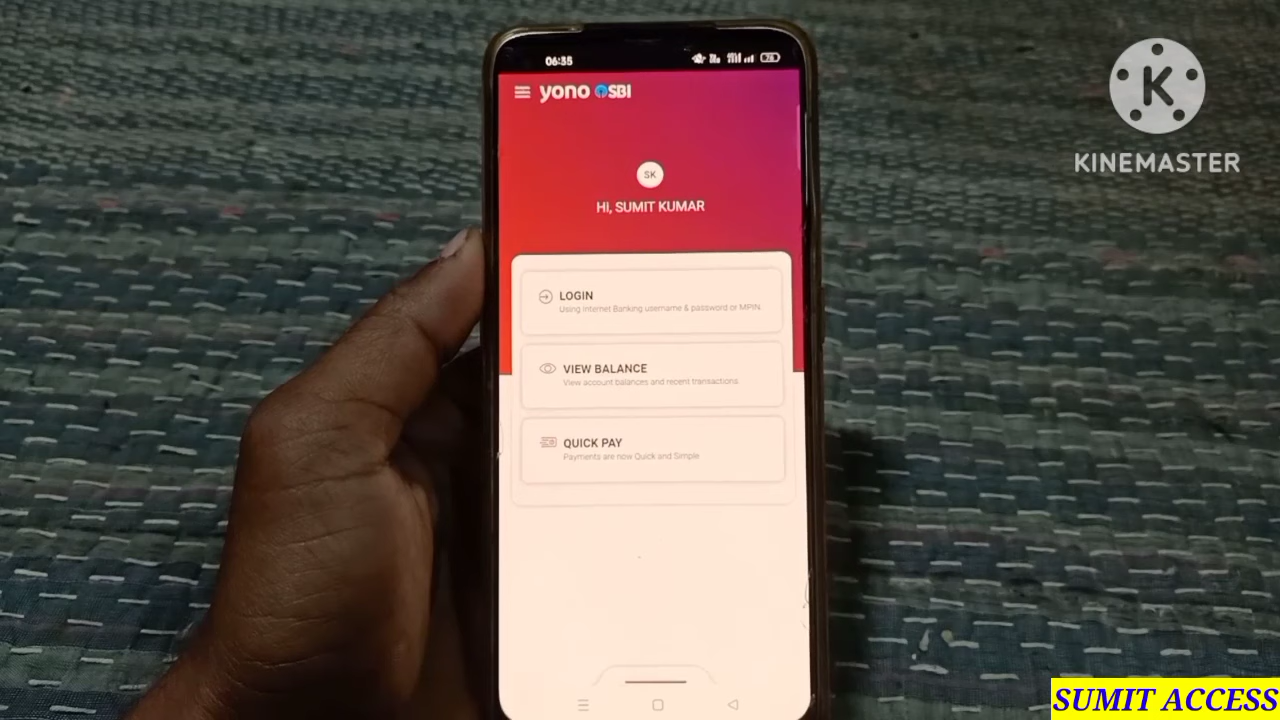 06:35
yono SBI
SK
HI, SUMIT KUMAR
LOGIN
Using Internet Banking username & password or MPIN.
VIEW BALANCE
View account balances and recent transactions
QUICK PAY
Payments are now Quick and Simple
K
KINEMASTER
SUMIT ACCESS